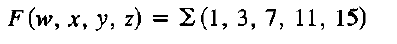 F(w, x, y, z) = Σ(1, 3, 7, 11, 15)